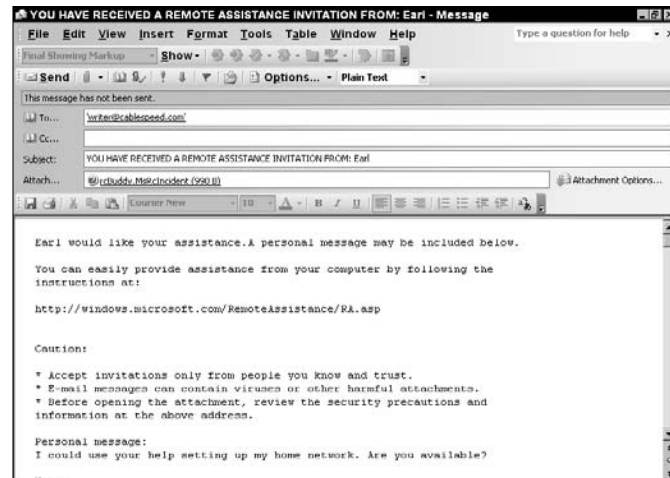 YOU HAVE RECEIVED A REMOTE ASSISTANCE INVITATION FROM: Earl - Message
File Edit View Insert Format Tools Table Window Help Type a question for help
Final Showing Markup Show
Send Options... Plain Text
This message has not been sent.
To... 'writer@cablespeed.com'
Cc...
Subject: YOU HAVE RECEIVED A REMOTE ASSISTANCE INVITATION FROM: Earl
Attach... rcBuddy.MsRcIncident (990 B) Attachment Options...
Courier New 10 A B I U
Earl would like your assistance.A personal message may be included below.
You can easily provide assistance from your computer by following the
instructions at:
http://windows.microsoft.com/RemoteAssistance/RA.asp
Caution:
* Accept invitations only from people you know and trust.
* E-mail messages can contain viruses or other harmful attachments.
* Before opening the attachment, review the security precautions and
information at the above address.
Personal message:
I could use your help setting up my home network. Are you available?